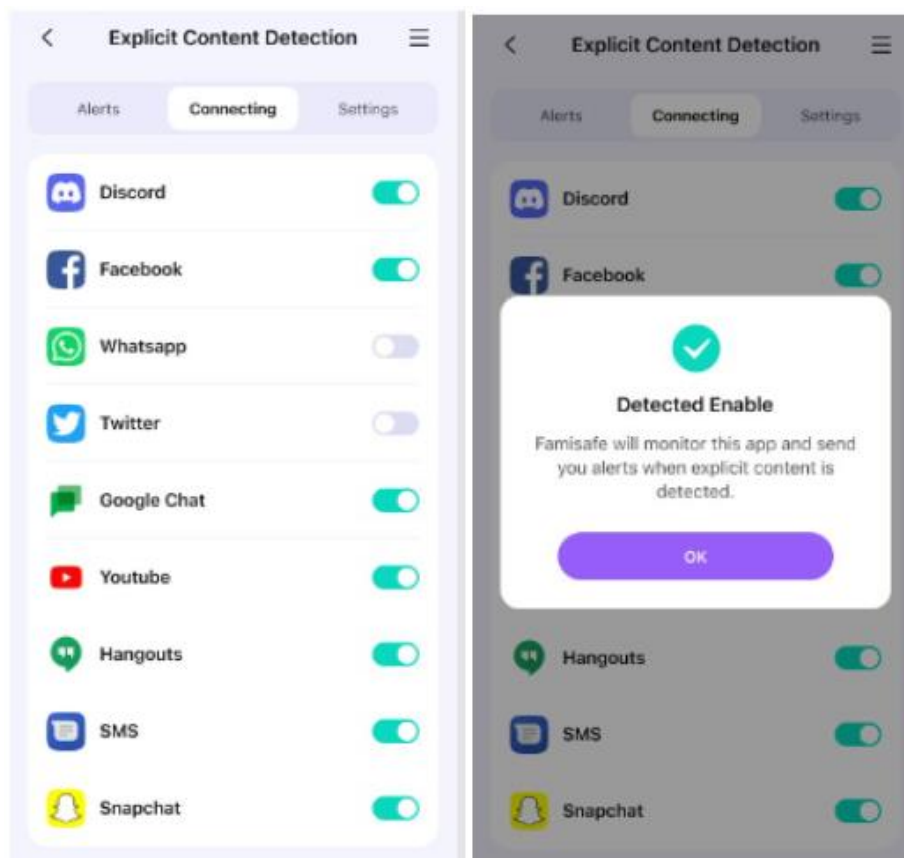 Explicit Content Detection
Alerts Connecting Settings
Discord
Facebook
Whatsapp
Twitter
Google Chat
Youtube
Hangouts
SMS
Snapchat
Explicit Content Detection
Alerts Connecting Settings
Discord
Facebook
Detected Enable
Famisafe will monitor this app and send
you alerts when explicit content is
detected.
OK
Hangouts
SMS
Snapchat